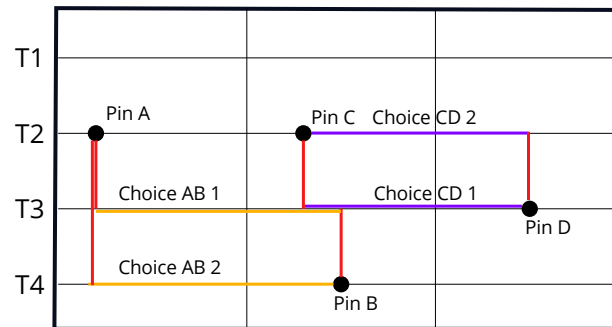 T1
Pin A
Pin C
Choice CD 2
T2
Choice AB 1
Choice CD 1
T3
Pin D
Choice AB 2
T4
Pin B